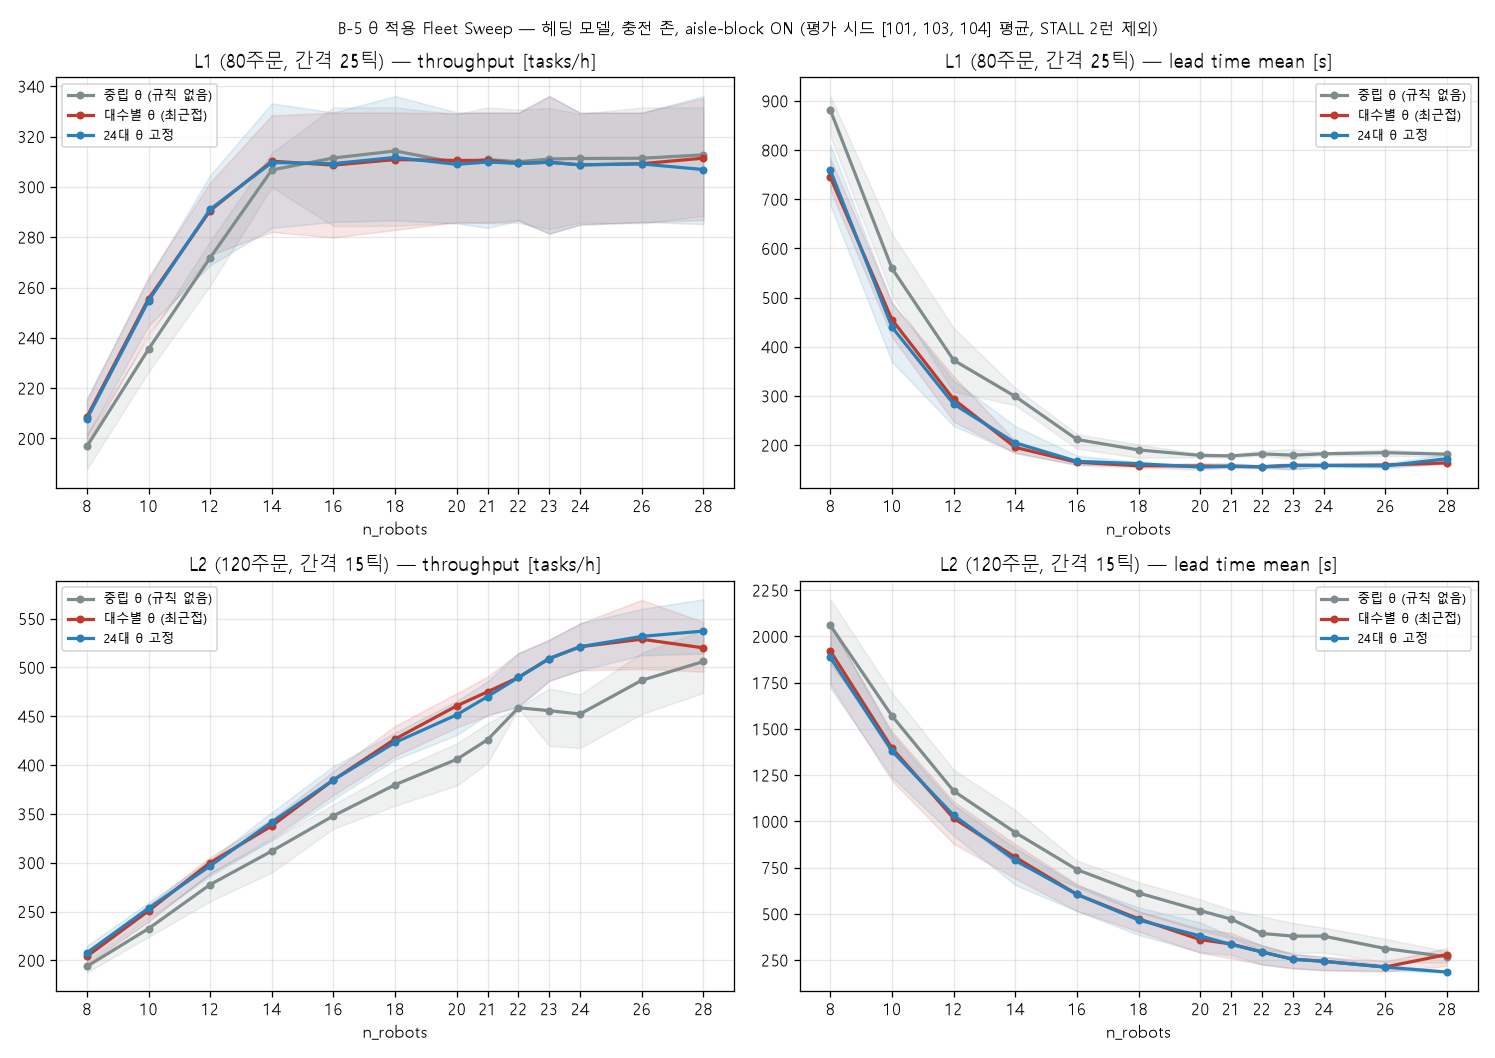 B-5 θ 적용 Fleet Sweep — 헤딩 모델, 충전 존, aisle-block ON (평가 시드 [101, 103, 104] 평균, STALL 2런 제외)
L1 (80주문, 간격 25틱) — throughput [tasks/h]
340
320
300
280
260
240
220
200
중립 θ (규칙 없음)
대수별 θ (최근접)
24대 θ 고정
8 10 12 14 16 18 20 21 22 23 24 26 28
n_robots
L1 (80주문, 간격 25틱) — lead time mean [s]
900
800
700
600
500
400
300
200
중립 θ (규칙 없음)
대수별 θ (최근접)
24대 θ 고정
8 10 12 14 16 18 20 21 22 23 24 26 28
n_robots
L2 (120주문, 간격 15틱) — throughput [tasks/h]
550
500
450
400
350
300
250
200
중립 θ (규칙 없음)
대수별 θ (최근접)
24대 θ 고정
8 10 12 14 16 18 20 21 22 23 24 26 28
n_robots
L2 (120주문, 간격 15틱) — lead time mean [s]
2250
2000
1750
1500
1250
1000
750
500
250
중립 θ (규칙 없음)
대수별 θ (최근접)
24대 θ 고정
8 10 12 14 16 18 20 21 22 23 24 26 28
n_robots